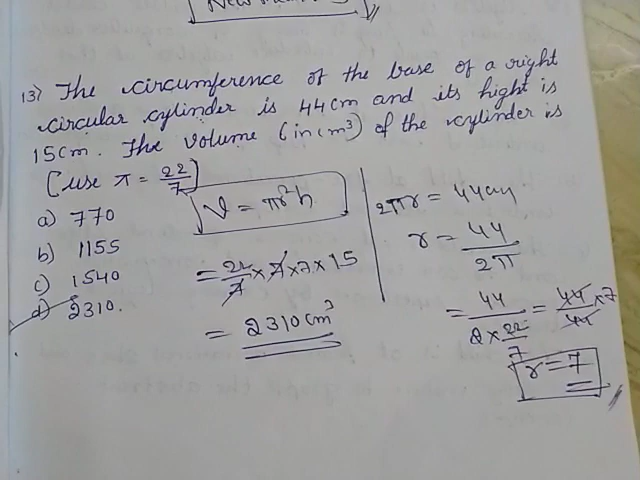 13) The circumference of the base of a right
circular cylinder is 44cm and its hight is
15cm. The volume (in cm³) of the cylinder is
(use π = 22/7)
a) 770
b) 1155
c) 1540
d) 2310.
V = πr²h
= 22/7 × 7 × 7 × 15
= 2310 cm³
2πr = 44cm
r = 44/2π
= 44/(2 × 22/7) = 44/44 × 7
r = 7